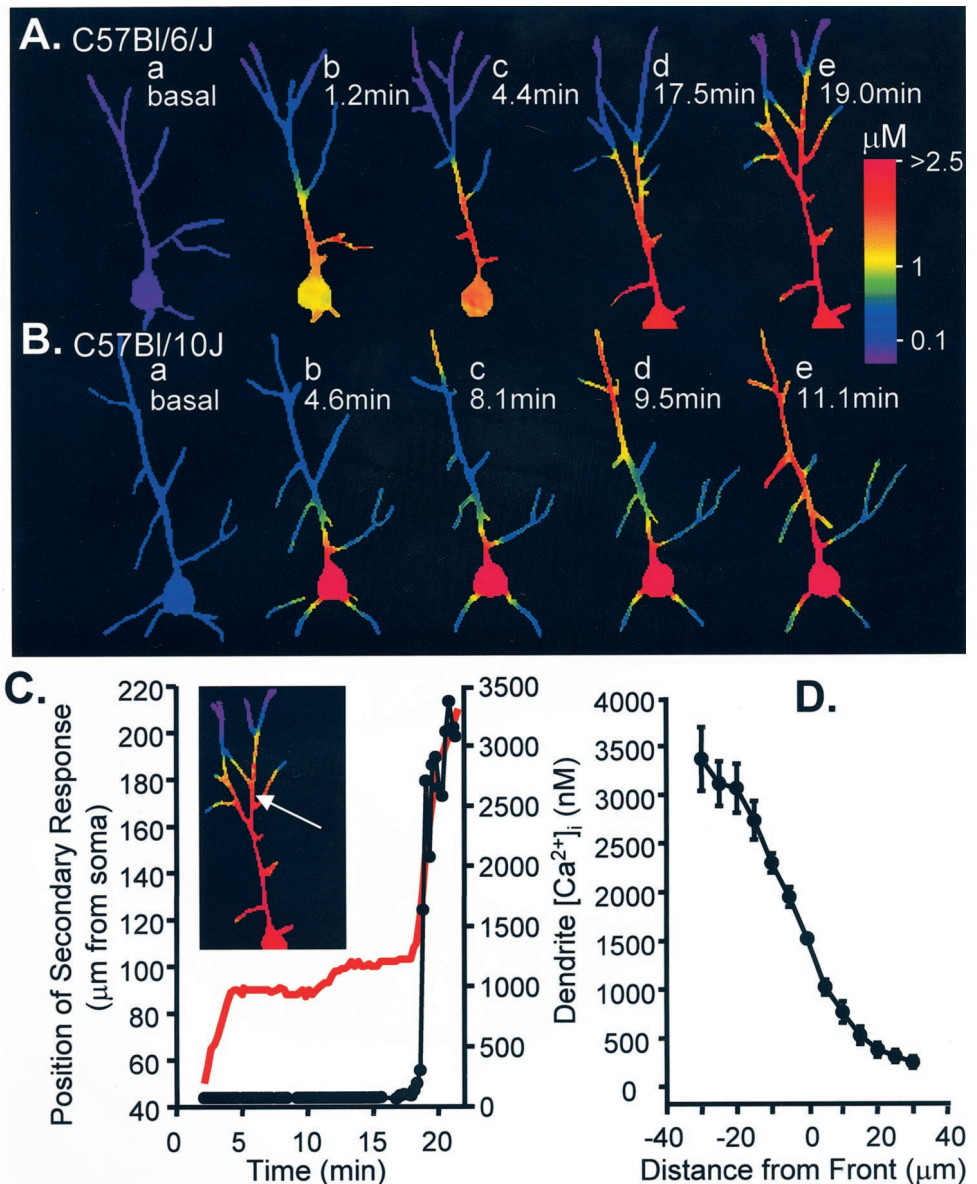 A. C57Bl/6/J
a
basal
b
1.2min
c
4.4min
d
17.5min
e
19.0min
μM
>2.5
1
0.1
B. C57Bl/10J
a
basal
b
4.6min
c
8.1min
d
9.5min
e
11.1min
C.
Position of Secondary Response
(μm from soma)
220
200
180
160
140
120
100
80
60
40
0
5
10
15
20
Time (min)
3500
3000
2500
2000
1500
1000
500
0
Dendrite [Ca2+]i (nM)
D.
4000
3500
3000
2500
2000
1500
1000
500
0
-40
-20
0
20
40
Distance from Front (μm)